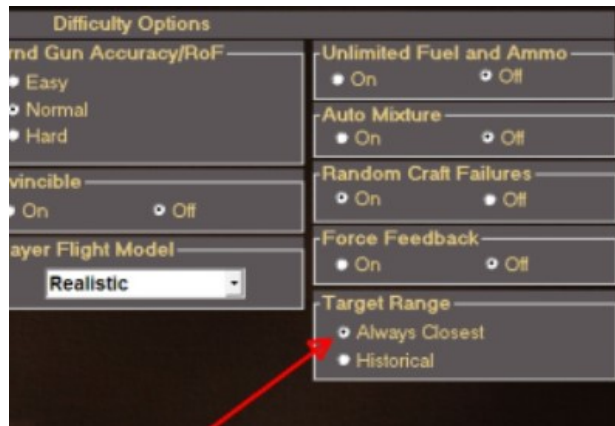 Difficulty Options
rnd Gun Accuracy/RoF
Easy
Normal
Hard
vincible
On Off
ayer Flight Model
Realistic
Unlimited Fuel and Ammo
On Off
Auto Mixture
On Off
Random Craft Failures
On Off
Force Feedback
On Off
Target Range
Always Closest
Historical